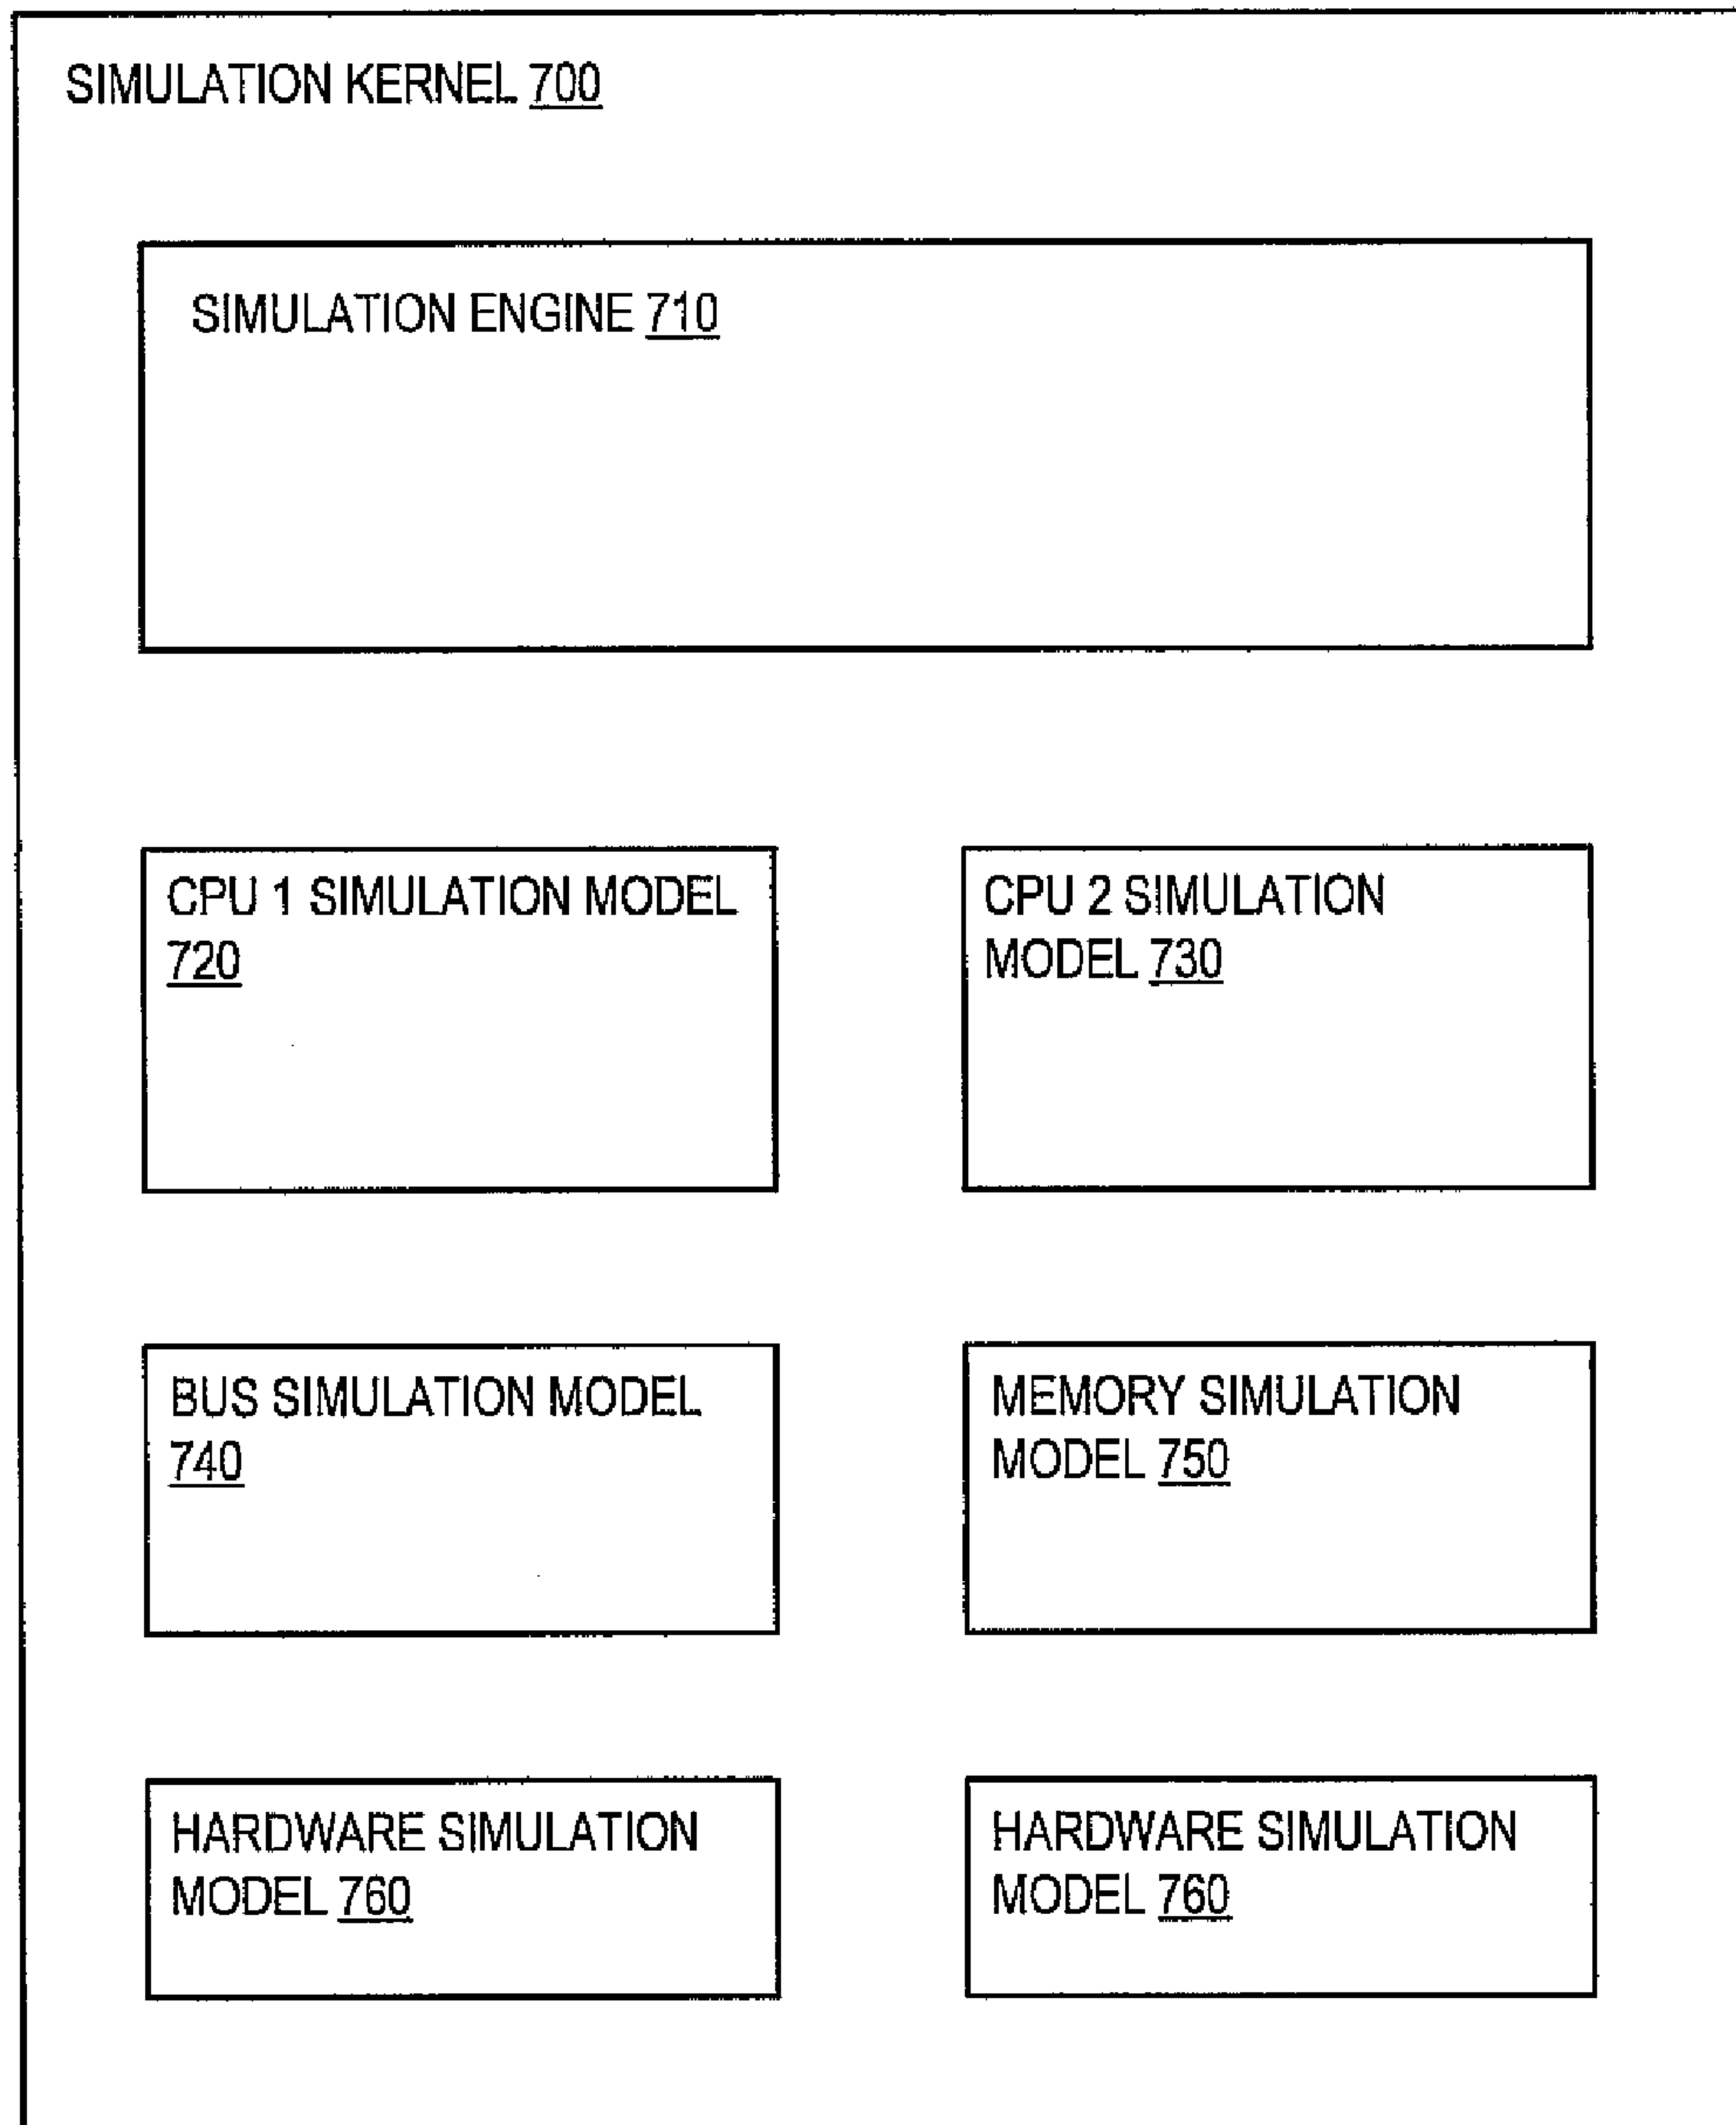 SIMULATION KERNEL 700
SIMULATION ENGINE 710
CPU 1 SIMULATION MODEL
720
CPU 2 SIMULATION
MODEL 730
BUS SIMULATION MODEL
740
MEMORY SIMULATION
MODEL 750
HARDWARE SIMULATION
MODEL 760
HARDWARE SIMULATION
MODEL 760